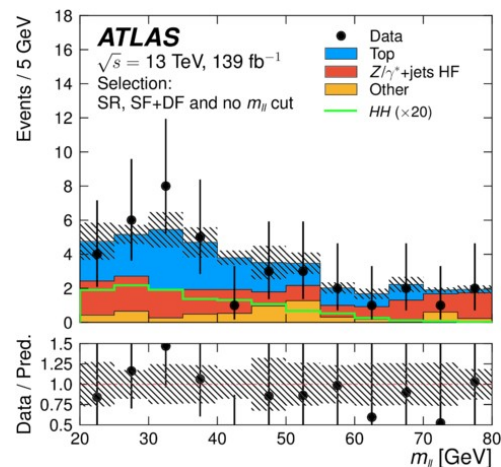 ATLAS
√s = 13 TeV, 139 fb⁻¹
Selection:
SR, SF+DF and no m_ll cut
Data
Top
Z/γ*+jets HF
Other
HH (×20)
Events / 5 GeV
18
16
14
12
10
8
6
4
2
0
Data / Pred.
1.5
1.25
1.0
0.75
0.5
20 30 40 50 60 70 80
m_ll [GeV]